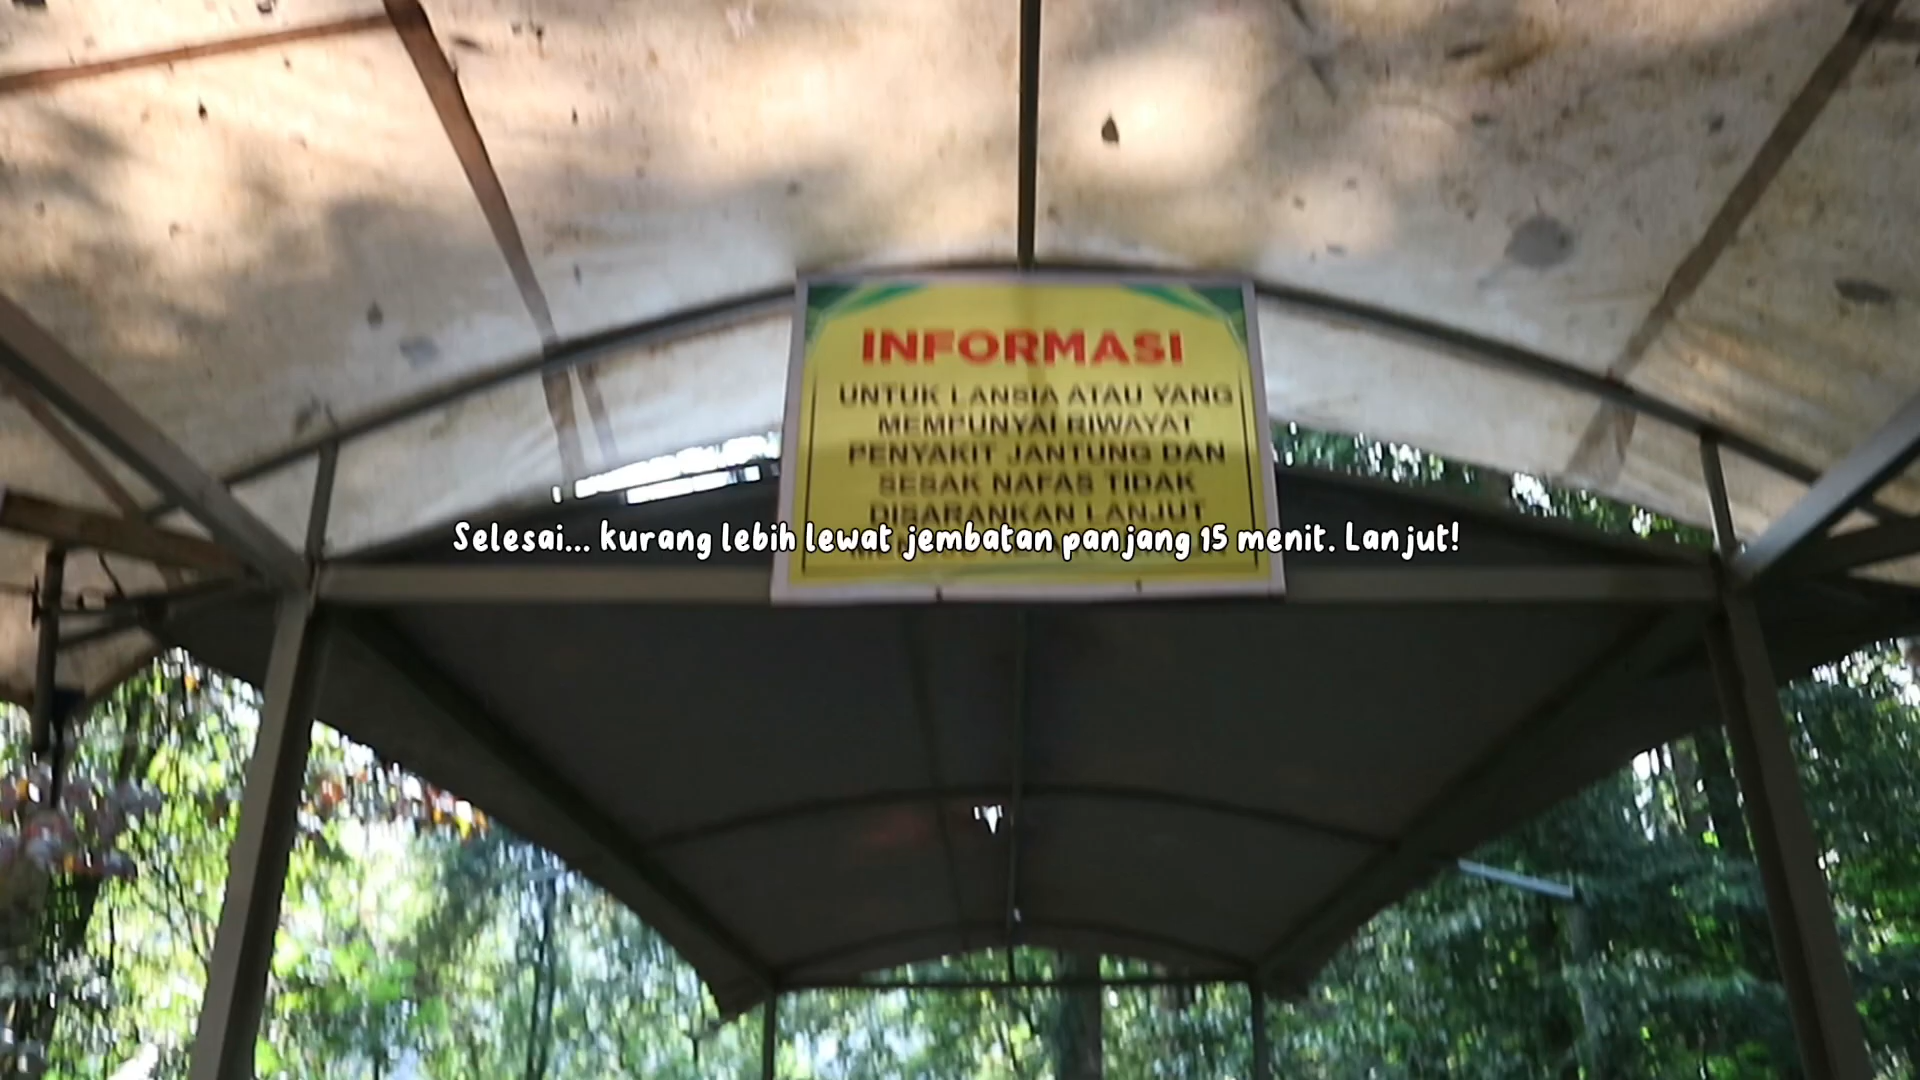 INFORMASI
UNTUK LANSIA ATAU YANG
MEMPUNYAI RIWAYAT
PENYAKIT JANTUNG DAN
SESAK NAFAS TIDAK
DISARANKAN LANJUT
Selesai... kurang lebih lewat jembatan panjang 15 menit. Lanjut!